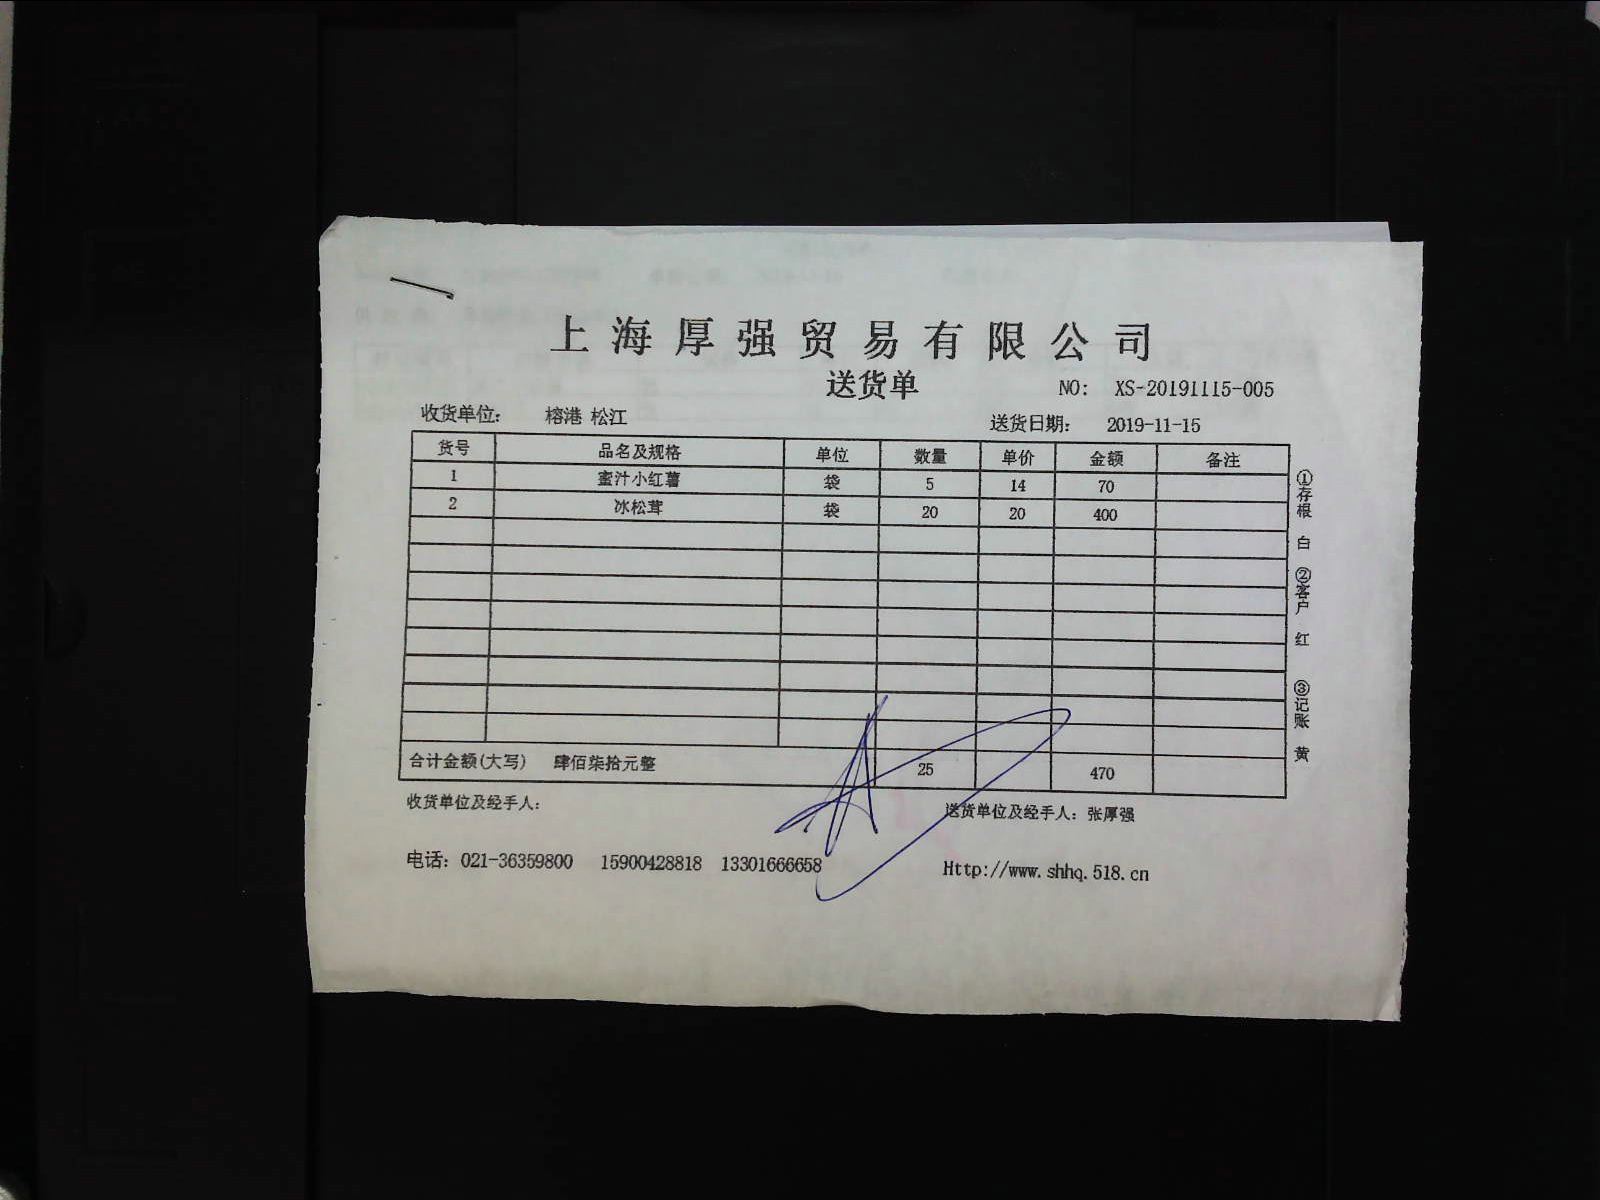 上海厚强贸易有限公司
送货单 NO: XS-20191115-005
收货单位: 榕港 松江 送货日期: 2019-11-15
货号 品名及规格 单位 数量 单价 金额 备注
1 蜜汁小红薯 袋 5 14 70
2 冰松茸 袋 20 20 400
合计金额(大写) 肆佰柒拾元整 25 470
收货单位及经手人: 送货单位及经手人: 张厚强
电话: 021-36359800 15900428818 13301666658 Http://www.shhq.518.cn
①存根 白 ②客户 红 ③记账 黄